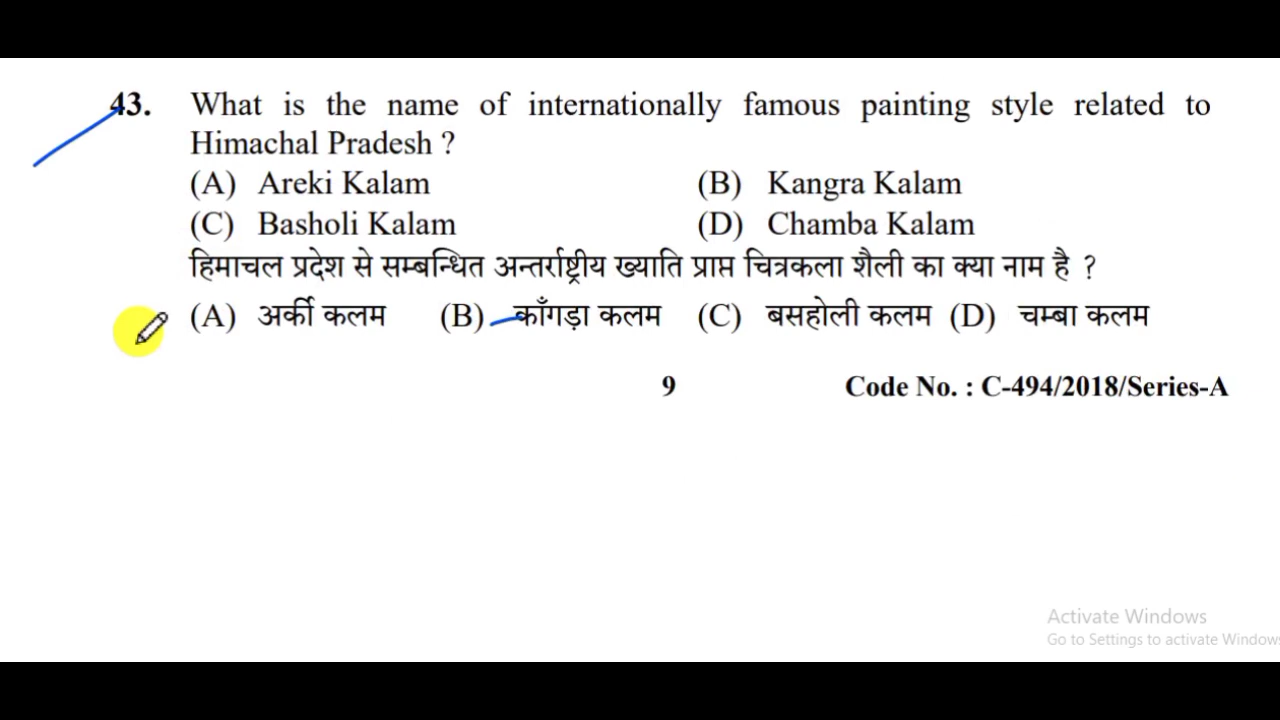 43. What is the name of internationally famous painting style related to
Himachal Pradesh ?
(A) Areki Kalam (B) Kangra Kalam
(C) Basholi Kalam (D) Chamba Kalam
हिमाचल प्रदेश से सम्बन्धित अन्तर्राष्ट्रीय ख्याति प्राप्त चित्रकला शैली का क्या नाम है ?
(A) अर्की कलम (B) काँगड़ा कलम (C) बसहोली कलम (D) चम्बा कलम
9 Code No. : C-494/2018/Series-A
Activate Windows
Go to Settings to activate Windows